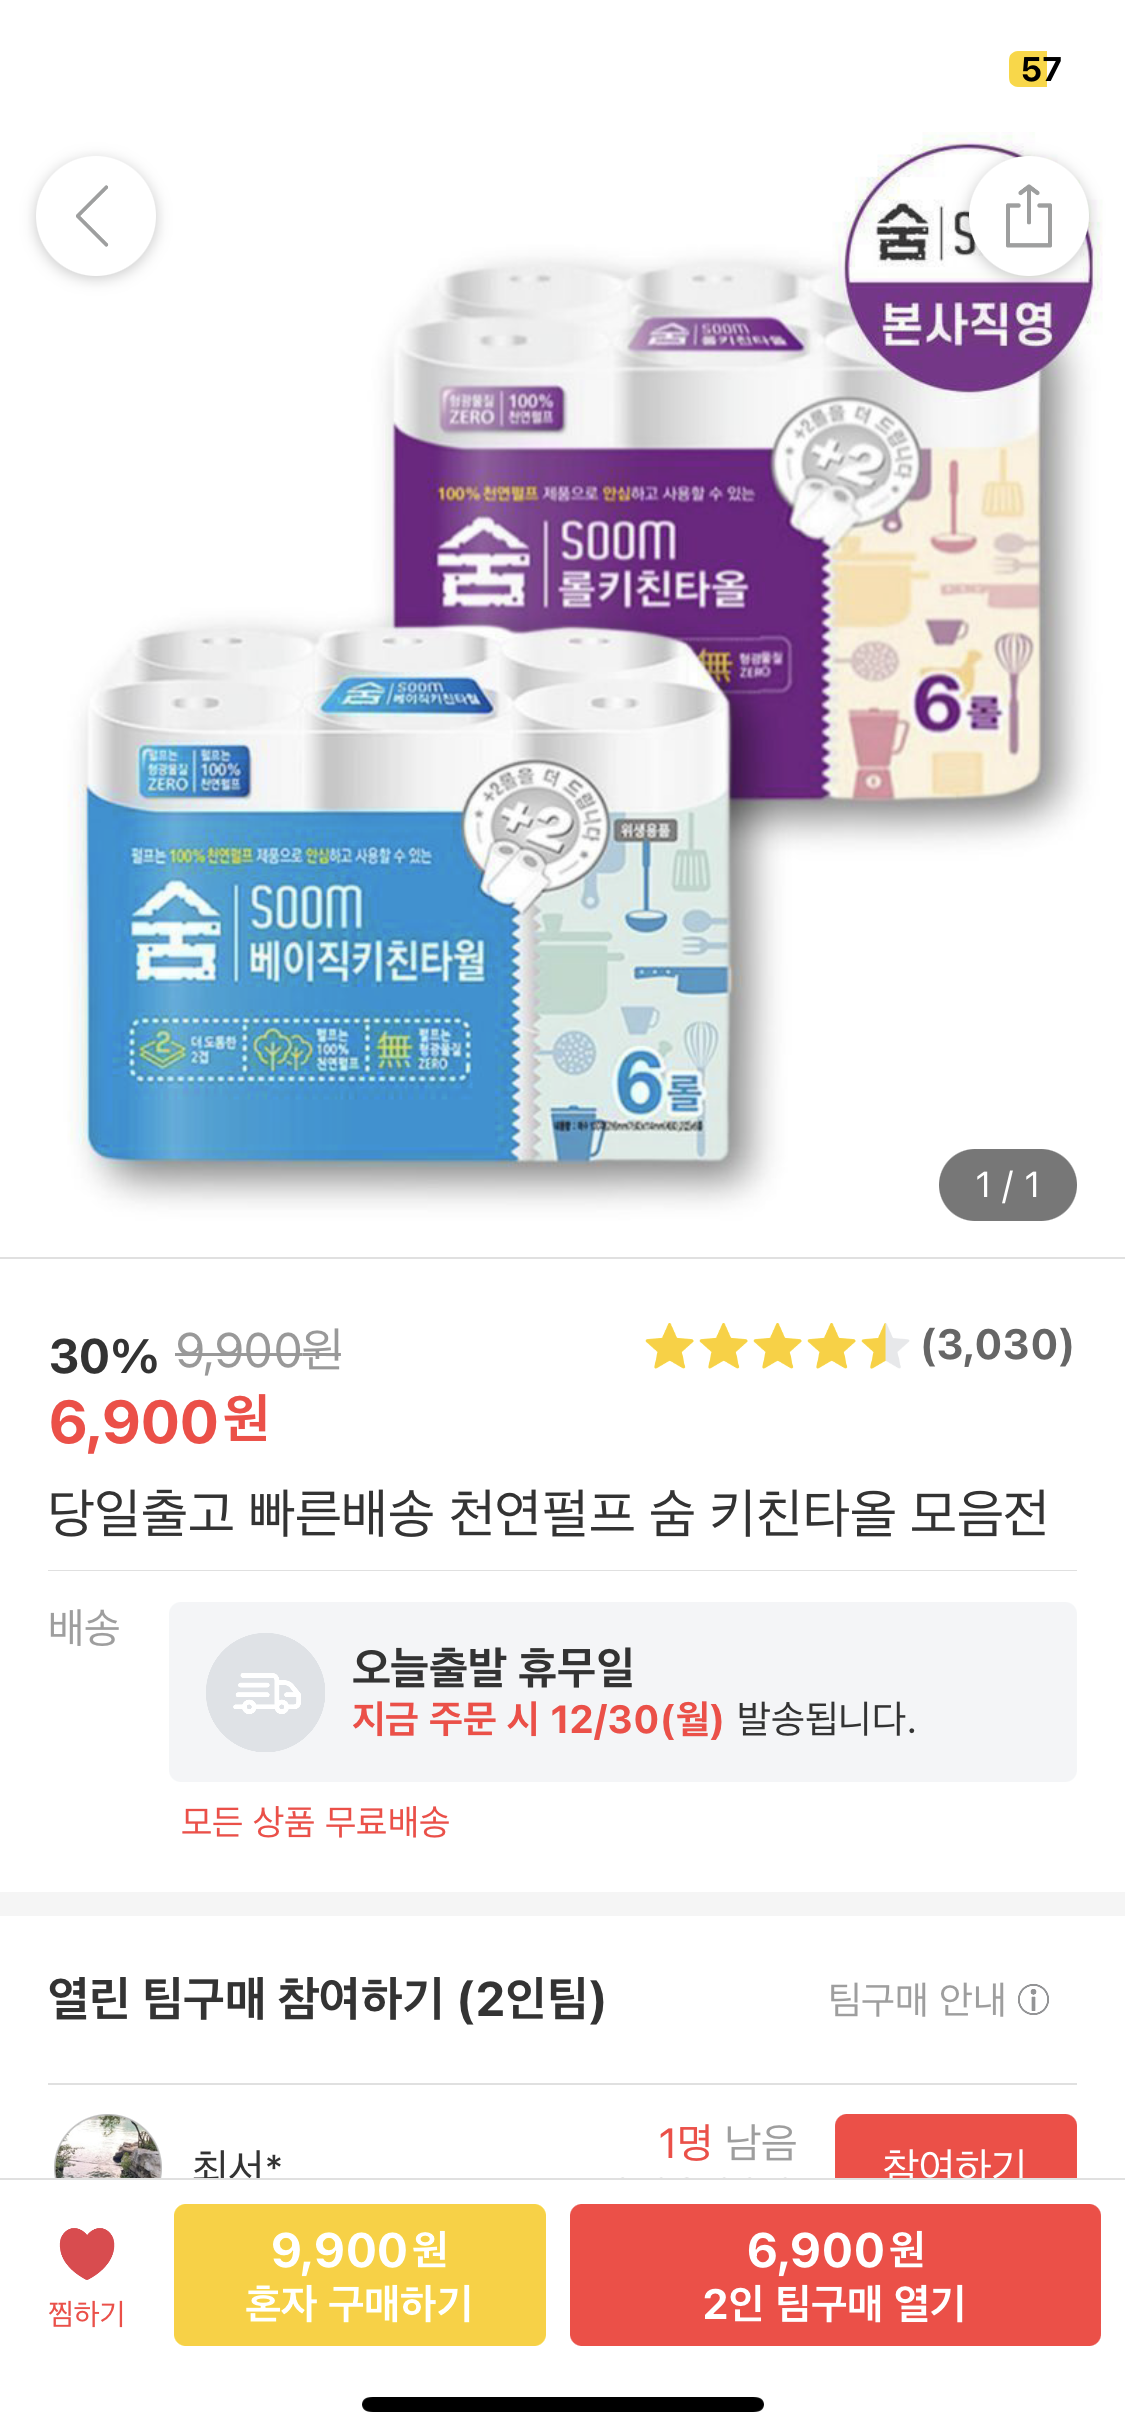 57
숨 S
본사직영
숨 SOOM
롤키친타올
형광물질 ZERO 100% 천연펄프
+2롤을 더 드립니다
+2
100% 천연펄프 제품으로 안심하고 사용할 수 있는
숨 SOOM
롤키친타올
無 형광물질 ZERO
6롤
숨 SOOM
베이직키친타월
펄프는 형광물질 ZERO 펄프는 100% 천연펄프
+2롤을 더 드립니다
+2
위생용품
펄프는 100% 천연펄프 제품으로 안심하고 사용할 수 있는
숨 SOOM
베이직키친타월
2 더 도톰한 2겹 펄프는 100% 천연펄프 無 펄프는 형광물질 ZERO
6롤
1 / 1
30% 9,900원 (3,030)
6,900원
당일출고 빠른배송 천연펄프 숨 키친타올 모음전
배송
오늘출발 휴무일
지금 주문 시 12/30(월) 발송됩니다.
모든 상품 무료배송
열린 팀구매 참여하기 (2인팀) 팀구매 안내
최서* 1명 남음 참여하기
찜하기
9,900원
혼자 구매하기
6,900원
2인 팀구매 열기